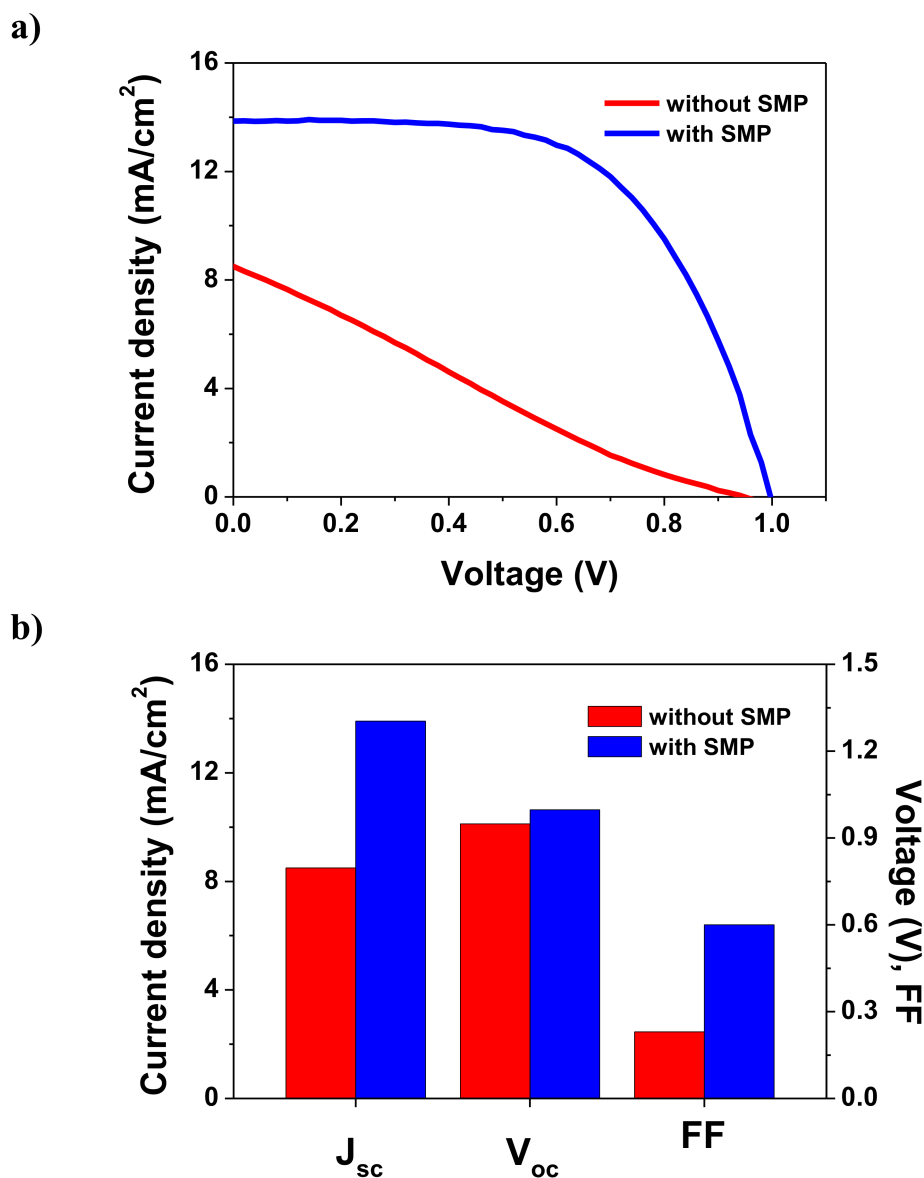 a)
16
12
8
4
0
Current density (mA/cm²)
without SMP
with SMP
0.0 0.2 0.4 0.6 0.8 1.0
Voltage (V)
b)
16
12
8
4
0
Current density (mA/cm²)
without SMP
with SMP
1.5
1.2
0.9
0.6
0.3
0.0
Voltage (V), FF
Jsc Voc FF